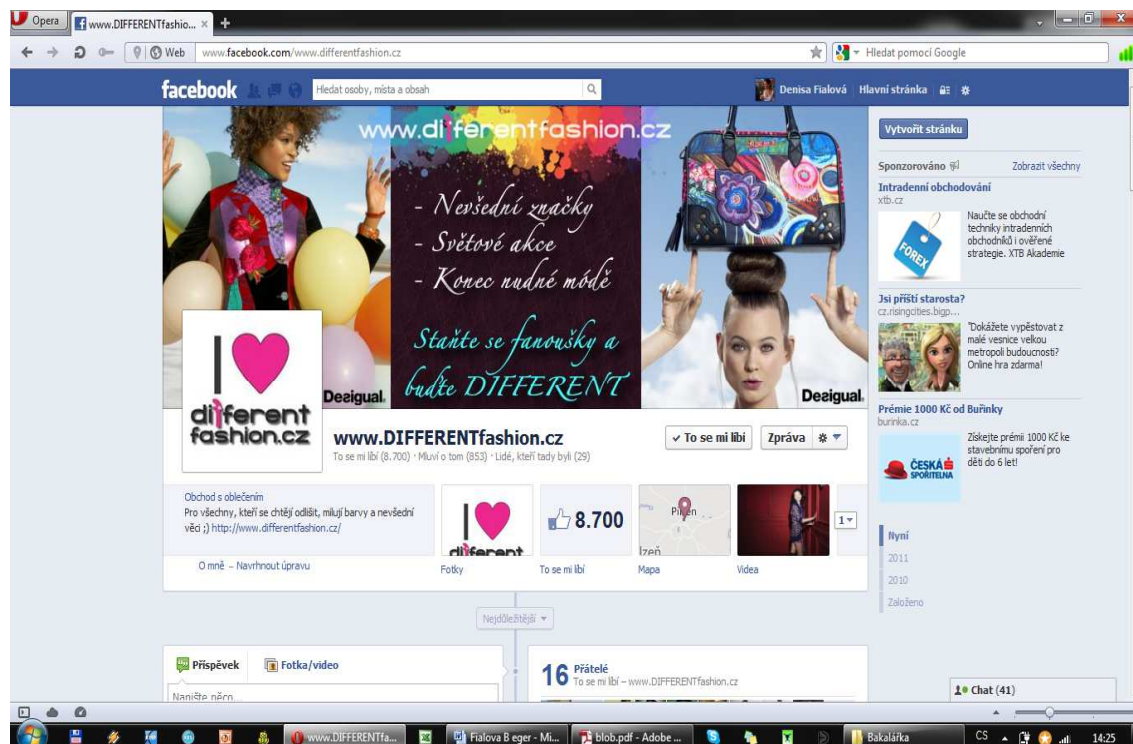 Opera
www.DIFFERENTfashio...
Web
www.facebook.com/www.differentfashion.cz
Hledat pomocí Google
facebook
Hledat osoby, místa a obsah
Denisa Fialová
Hlavní stránka
www.differentfashion.cz
- Nevšední značky
- Světové akce
- Konec nudné módě
Staňte se fanoušky a
buďte DIFFERENT
Desigual.
Desigual.
I
different
fashion.cz
www.DIFFERENTfashion.cz
To se mi líbí (8.700) · Mluví o tom (853) · Lidé, kteří tady byli (29)
✓ To se mi líbí
Zpráva
Obchod s oblečením
Pro všechny, kteří se chtějí odlišit, milují barvy a nevšední
věci ;) http://www.differentfashion.cz/
O mně – Navrhnout úpravu
I
different
Fotky
8.700
To se mi líbí
Plzeň
lzeň
Mapa
Videa
1
Nejdůležitější
Příspěvek
Fotka/video
Napište něco...
16 Přátelé
To se mi líbí – www.DIFFERENTfashion.cz
Vytvořit stránku
Sponzorováno
Zobrazit všechny
Intradenní obchodování
xtb.cz
FOREX
Naučte se obchodní
techniky intradenních
obchodníků i ověřené
strategie. XTB Akademie
Jsi příští starosta?
cz.risingcities.bigp...
"Dokážete vypěstovat z
malé vesnice velkou
metropoli budoucnosti?
Online hra zdarma!
Prémie 1000 Kč od Buřinky
burinka.cz
ČESKÁ
SPOŘITELNA
Získejte prémii 1000 Kč ke
stavebnímu spoření pro
děti do 6 let!
Nyní
2011
2010
Založeno
Chat (41)
www.DIFFERENTfa...
Fialova B eger - Mi...
blob.pdf - Adobe ...
Bakalářka
CS
14:25